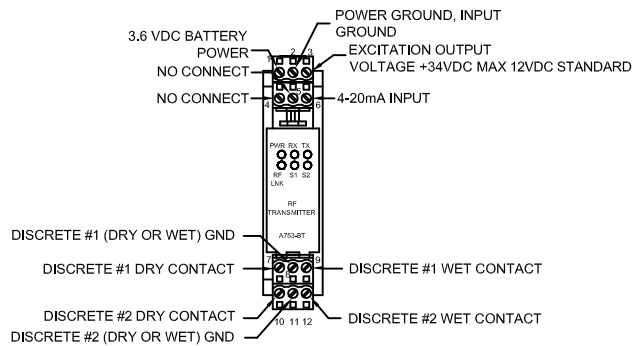 POWER GROUND, INPUT
GROUND
3.6 VDC BATTERY
POWER
1 2 3
EXCITATION OUTPUT
VOLTAGE +34VDC MAX 12VDC STANDARD
NO CONNECT
NO CONNECT
4 5 6
4-20mA INPUT
PWR RX TX
RF S1 S2
LNK
RF
TRANSMITTER
A753-BT
DISCRETE #1 (DRY OR WET) GND
7 8 9
DISCRETE #1 DRY CONTACT
DISCRETE #1 WET CONTACT
DISCRETE #2 DRY CONTACT
DISCRETE #2 WET CONTACT
10 11 12
DISCRETE #2 (DRY OR WET) GND